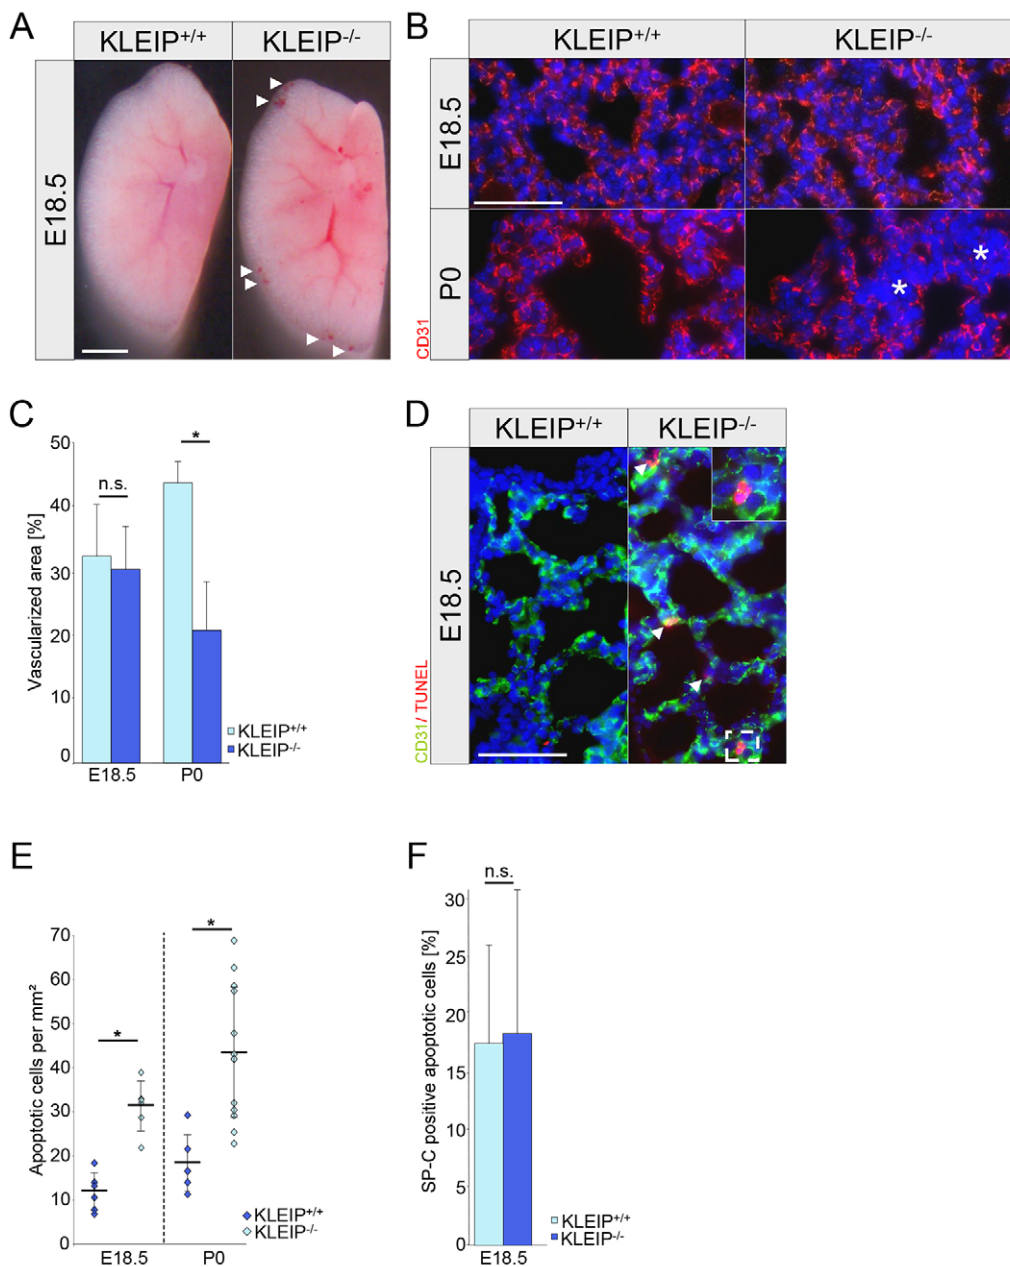 A
KLEIP+/+ KLEIP-/-
E18.5
B
KLEIP+/+ KLEIP-/-
E18.5
P0
CD31
* *
C
Vascularized area [%]
50
40
30
20
10
0
n.s.
*
E18.5 P0
KLEIP+/+
KLEIP-/-
D
KLEIP+/+ KLEIP-/-
E18.5
CD31/ TUNEL
E
Apoptotic cells per mm²
70
60
50
40
30
20
10
0
*
*
E18.5 P0
KLEIP+/+
KLEIP-/-
F
SP-C positive apoptotic cells [%]
30
25
20
15
10
5
0
n.s.
E18.5
KLEIP+/+
KLEIP-/-